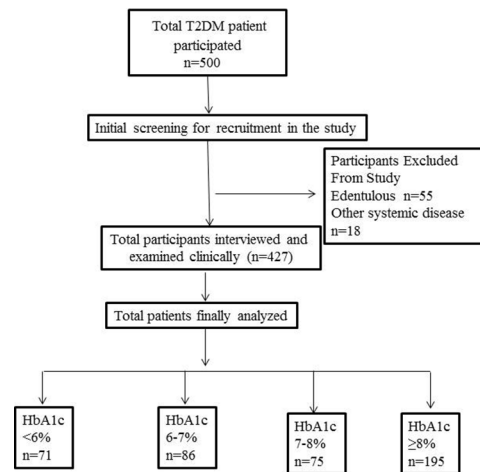 Total T2DM patient
participated
n=500
Initial screening for recruitment in the study
Participants Excluded
From Study
Edentulous n=55
Other systemic disease
n=18
Total participants interviewed and
examined clinically (n=427)
Total patients finally analyzed
HbA1c
<6%
n=71
HbA1c
6-7%
n=86
HbA1c
7-8%
n=75
HbA1c
≥8%
n=195